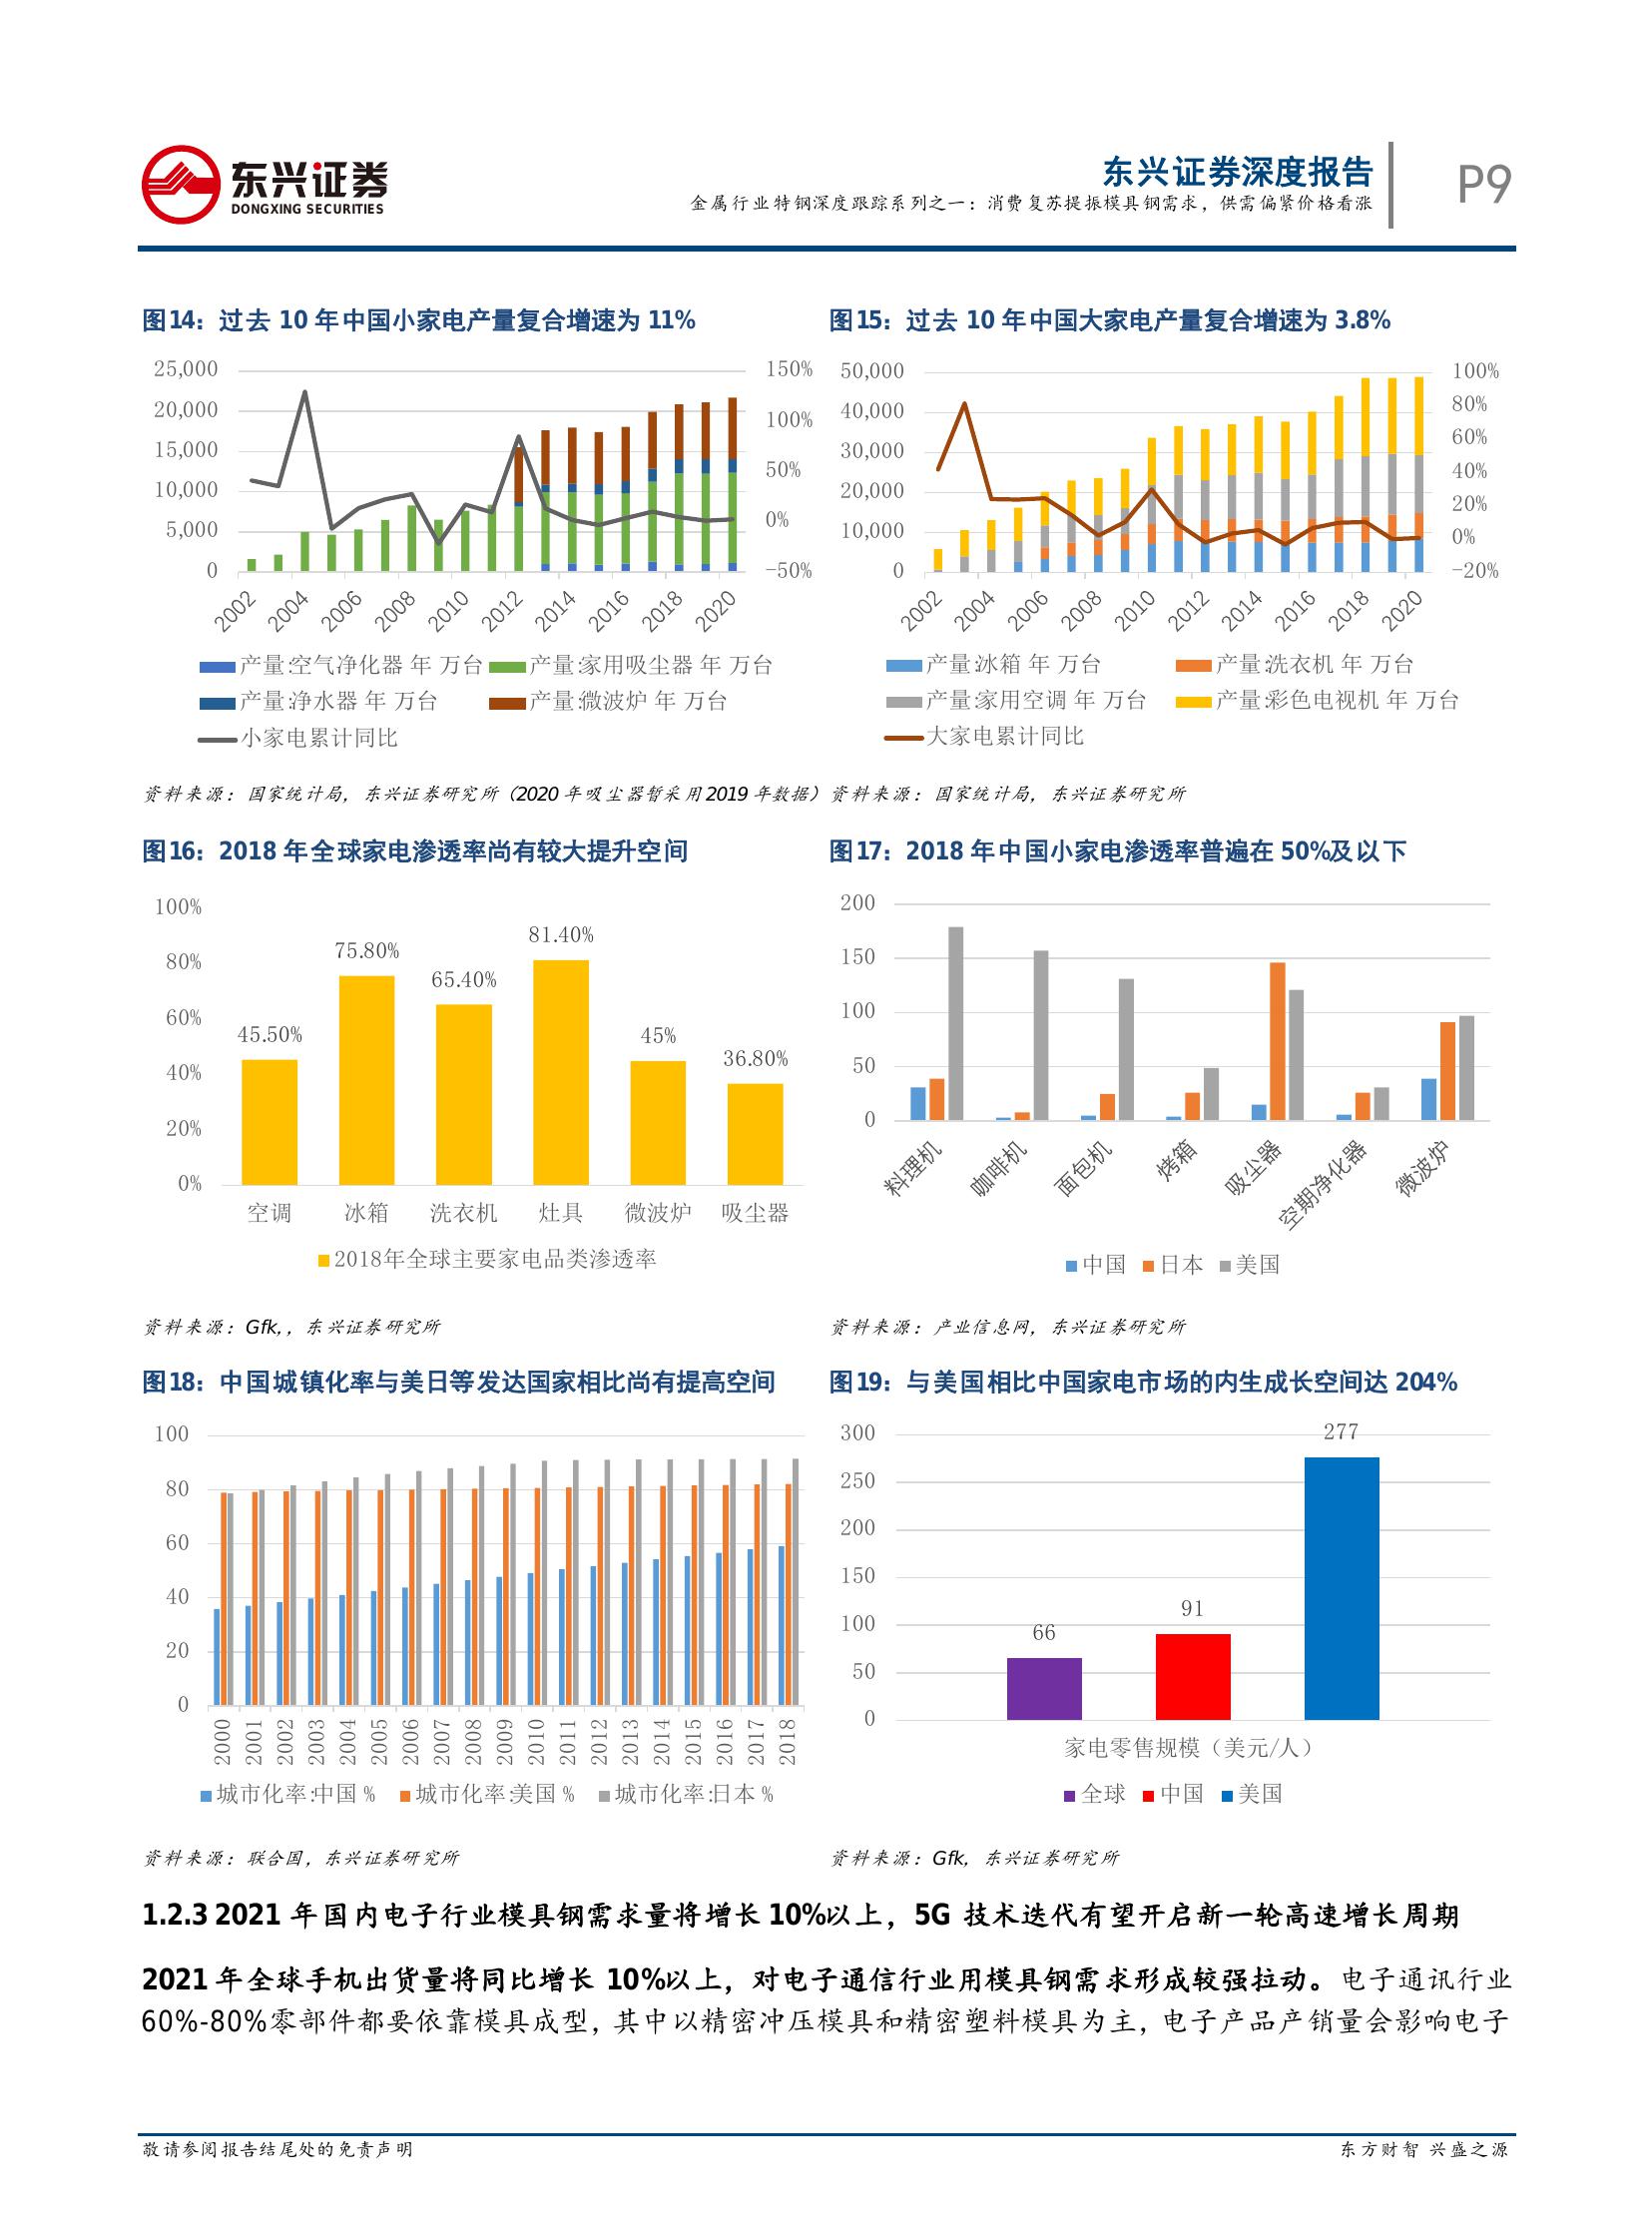 东兴证券
DONGXING SECURITIES
东兴证券深度报告
金属行业特钢深度跟踪系列之一：消费复苏提振模具钢需求，供需偏紧价格看涨
P9
图14：过去 10 年中国小家电产量复合增速为 11%
25,000
20,000
15,000
10,000
5,000
0
150%
100%
50%
0%
-50%
2002 2004 2006 2008 2010 2012 2014 2016 2018 2020
产量:空气净化器 年 万台 产量:家用吸尘器 年 万台
产量:净水器 年 万台 产量:微波炉 年 万台
小家电累计同比
资料来源：国家统计局，东兴证券研究所（2020 年吸尘器暂采用 2019 年数据）
图15：过去 10 年中国大家电产量复合增速为 3.8%
50,000
40,000
30,000
20,000
10,000
0
100%
80%
60%
40%
20%
0%
-20%
2002 2004 2006 2008 2010 2012 2014 2016 2018 2020
产量:冰箱 年 万台 产量:洗衣机 年 万台
产量:家用空调 年 万台 产量:彩色电视机 年 万台
大家电累计同比
资料来源：国家统计局，东兴证券研究所
图16：2018 年全球家电渗透率尚有较大提升空间
100%
80%
60%
40%
20%
0%
45.50% 75.80% 65.40% 81.40% 45% 36.80%
空调 冰箱 洗衣机 灶具 微波炉 吸尘器
2018年全球主要家电品类渗透率
资料来源：Gfk,，东兴证券研究所
图17：2018 年中国小家电渗透率普遍在 50%及以下
200
150
100
50
0
料理机 咖啡机 面包机 烤箱 吸尘器 空期净化器 微波炉
中国 日本 美国
资料来源：产业信息网，东兴证券研究所
图18：中国城镇化率与美日等发达国家相比尚有提高空间
100
80
60
40
20
0
2000 2001 2002 2003 2004 2005 2006 2007 2008 2009 2010 2011 2012 2013 2014 2015 2016 2017 2018
城市化率:中国 % 城市化率:美国 % 城市化率:日本 %
资料来源：联合国，东兴证券研究所
图19：与美国相比中国家电市场的内生成长空间达 204%
300
250
200
150
100
50
0
66 91 277
家电零售规模（美元/人）
全球 中国 美国
资料来源：Gfk，东兴证券研究所
1.2.3 2021 年国内电子行业模具钢需求量将增长 10%以上，5G 技术迭代有望开启新一轮高速增长周期
2021 年全球手机出货量将同比增长 10%以上，对电子通信行业用模具钢需求形成较强拉动。电子通讯行业
60%-80%零部件都要依靠模具成型，其中以精密冲压模具和精密塑料模具为主，电子产品产销量会影响电子
敬请参阅报告结尾处的免责声明
东方财智 兴盛之源